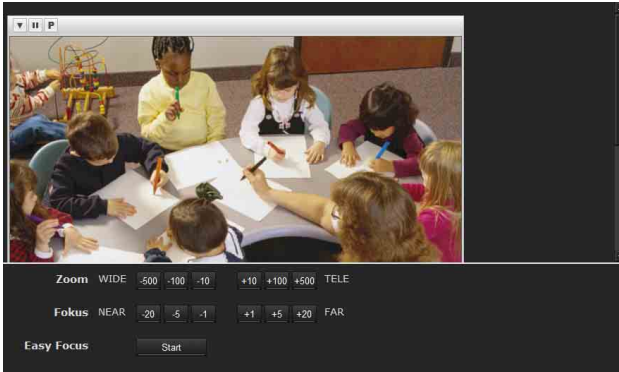 P
Zoom WIDE -500 -100 -10 +10 +100 +500 TELE
Fokus NEAR -20 -5 -1 +1 +5 +20 FAR
Easy Focus Start